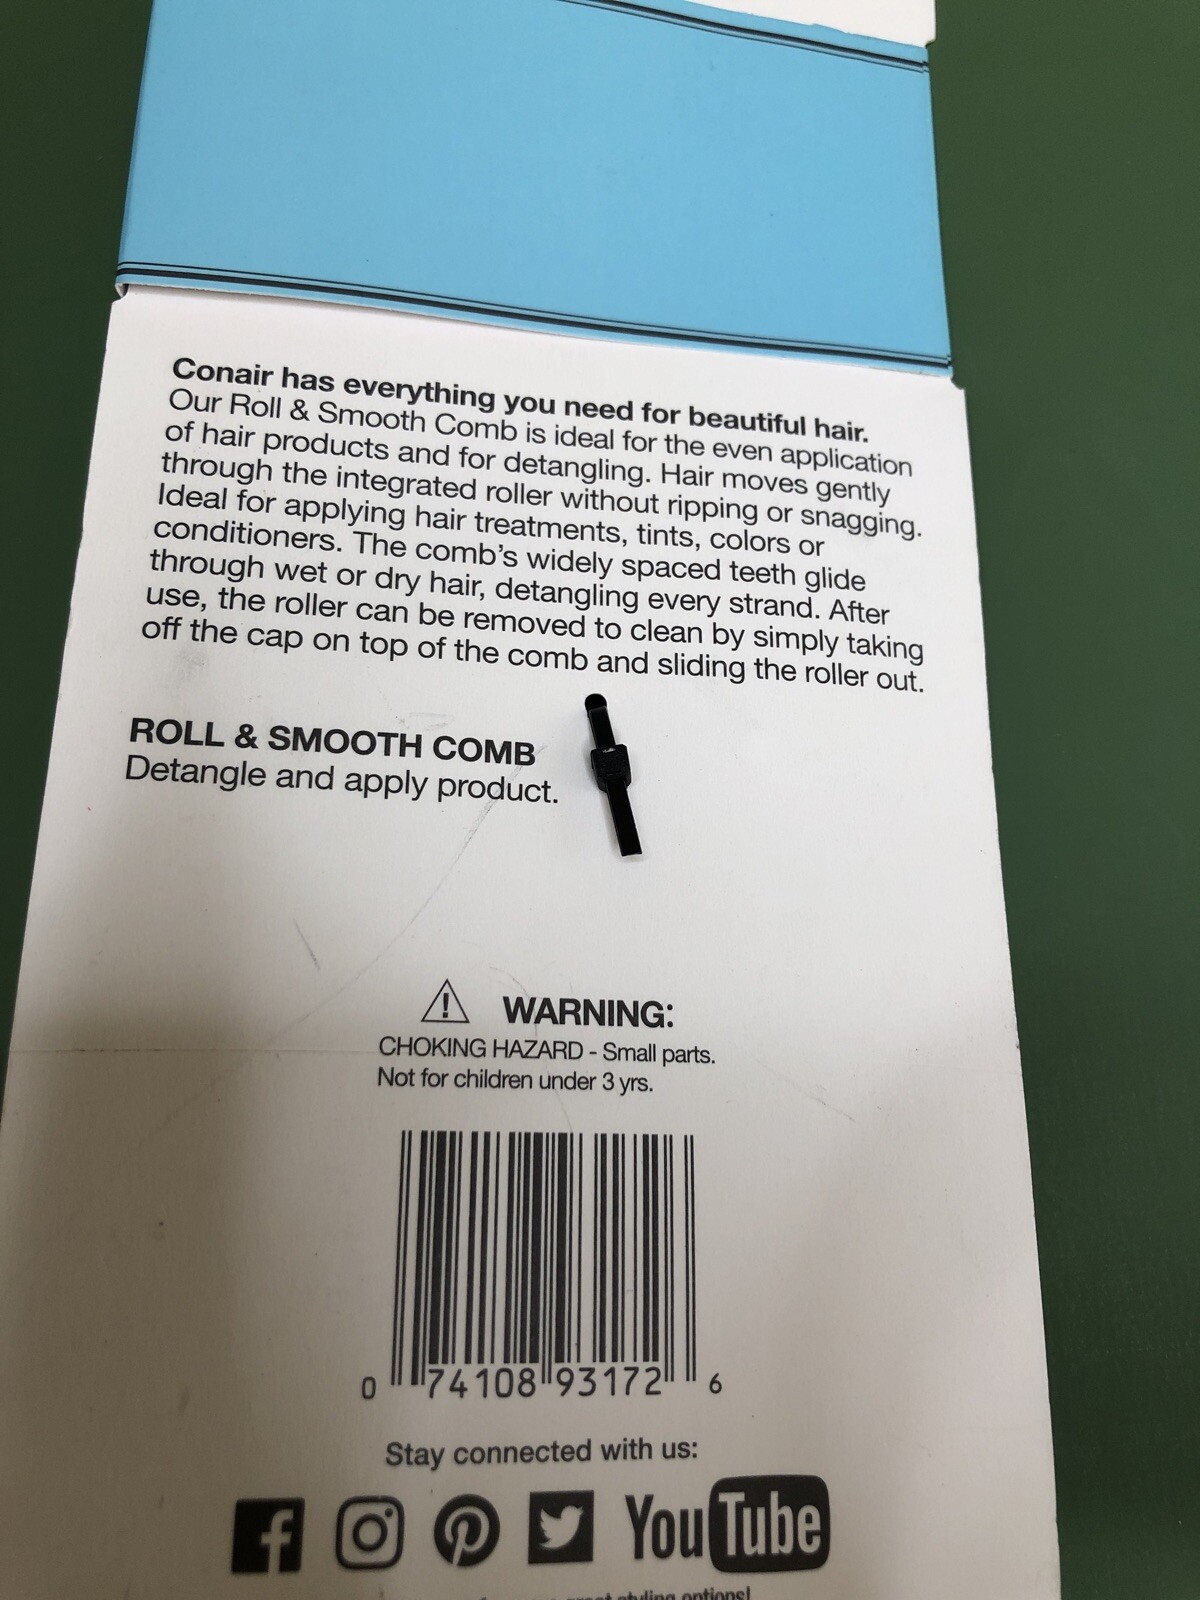 Conair has everything you need for beautiful hair.
Our Roll & Smooth Comb is ideal for the even application
of hair products and for detangling. Hair moves gently
through the integrated roller without ripping or snagging.
Ideal for applying hair treatments, tints, colors or
conditioners. The comb's widely spaced teeth glide
through wet or dry hair, detangling every strand. After
use, the roller can be removed to clean by simply taking
off the cap on top of the comb and sliding the roller out.
ROLL & SMOOTH COMB
Detangle and apply product.
WARNING:
CHOKING HAZARD - Small parts.
Not for children under 3 yrs.
0 74108 93172 6
Stay connected with us:
YouTube
styling options!